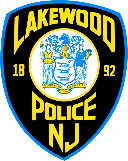 LAKEWOOD
18 92
POLICE
NJ